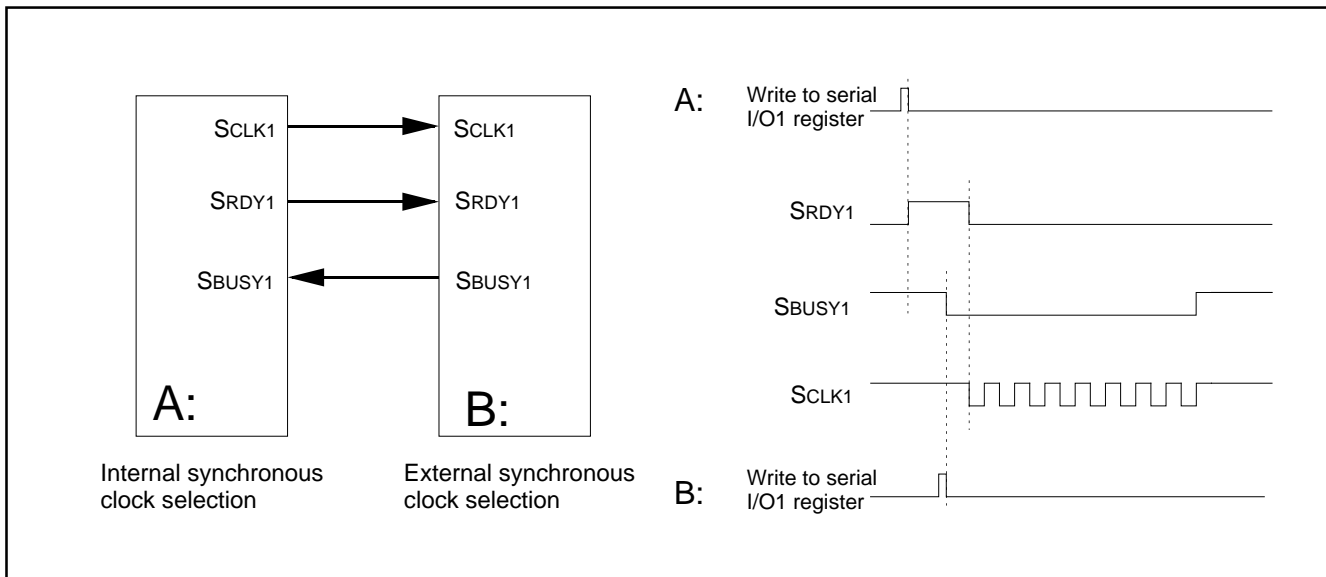 SCLK1
SCLK1
SRDY1
SRDY1
SBUSY1
SBUSY1
A:
B:
Internal synchronous
clock selection
External synchronous
clock selection
A:
Write to serial
I/O1 register
SRDY1
SBUSY1
SCLK1
B:
Write to serial
I/O1 register